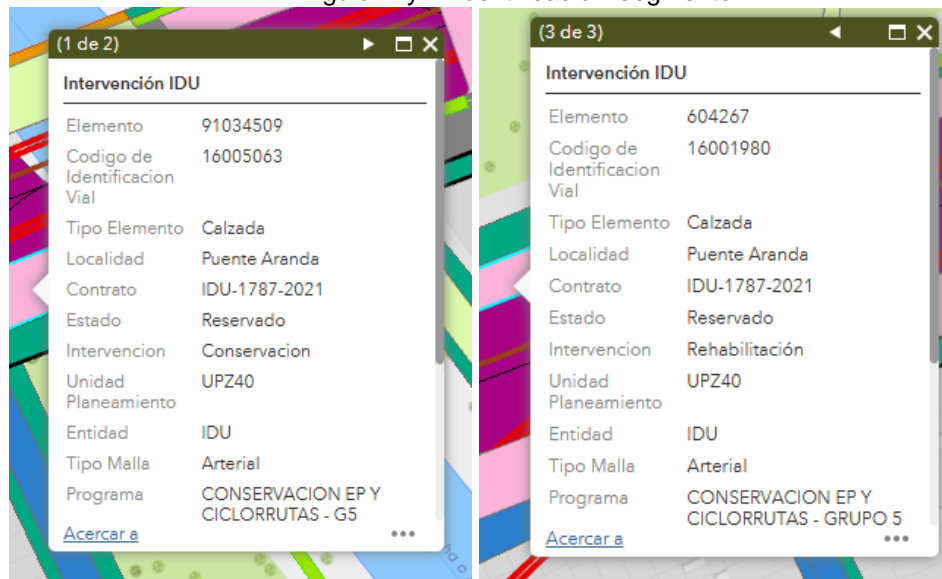 (1 de 2)
Intervención IDU
Elemento 91034509
Codigo de Identificacion Vial 16005063
Tipo Elemento Calzada
Localidad Puente Aranda
Contrato IDU-1787-2021
Estado Reservado
Intervencion Conservacion
Unidad Planeamiento UPZ40
Entidad IDU
Tipo Malla Arterial
Programa CONSERVACION EP Y
CICLORRUTAS - G5
Acercar a
(3 de 3)
Intervención IDU
Elemento 604267
Codigo de Identificacion Vial 16001980
Tipo Elemento Calzada
Localidad Puente Aranda
Contrato IDU-1787-2021
Estado Reservado
Intervencion Rehabilitación
Unidad Planeamiento UPZ40
Entidad IDU
Tipo Malla Arterial
Programa CONSERVACION EP Y
CICLORRUTAS - GRUPO 5
Acercar a